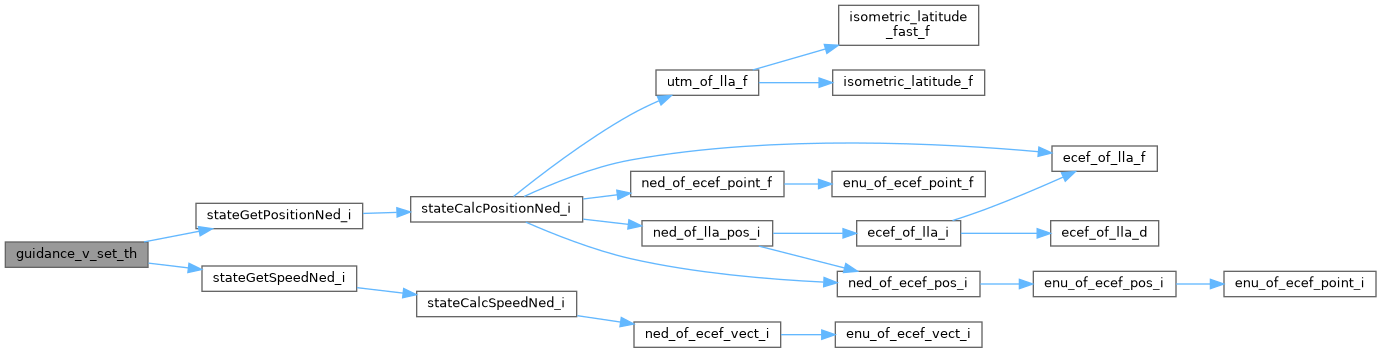 isometric_latitude
_fast_f
utm_of_lla_f
isometric_latitude_f
ecef_of_lla_f
ned_of_ecef_point_f
enu_of_ecef_point_f
stateCalcPositionNed_i
stateGetPositionNed_i
ned_of_lla_pos_i
ecef_of_lla_i
ecef_of_lla_d
guidance_v_set_th
stateGetSpeedNed_i
ned_of_ecef_pos_i
enu_of_ecef_pos_i
enu_of_ecef_point_i
stateCalcSpeedNed_i
ned_of_ecef_vect_i
enu_of_ecef_vect_i